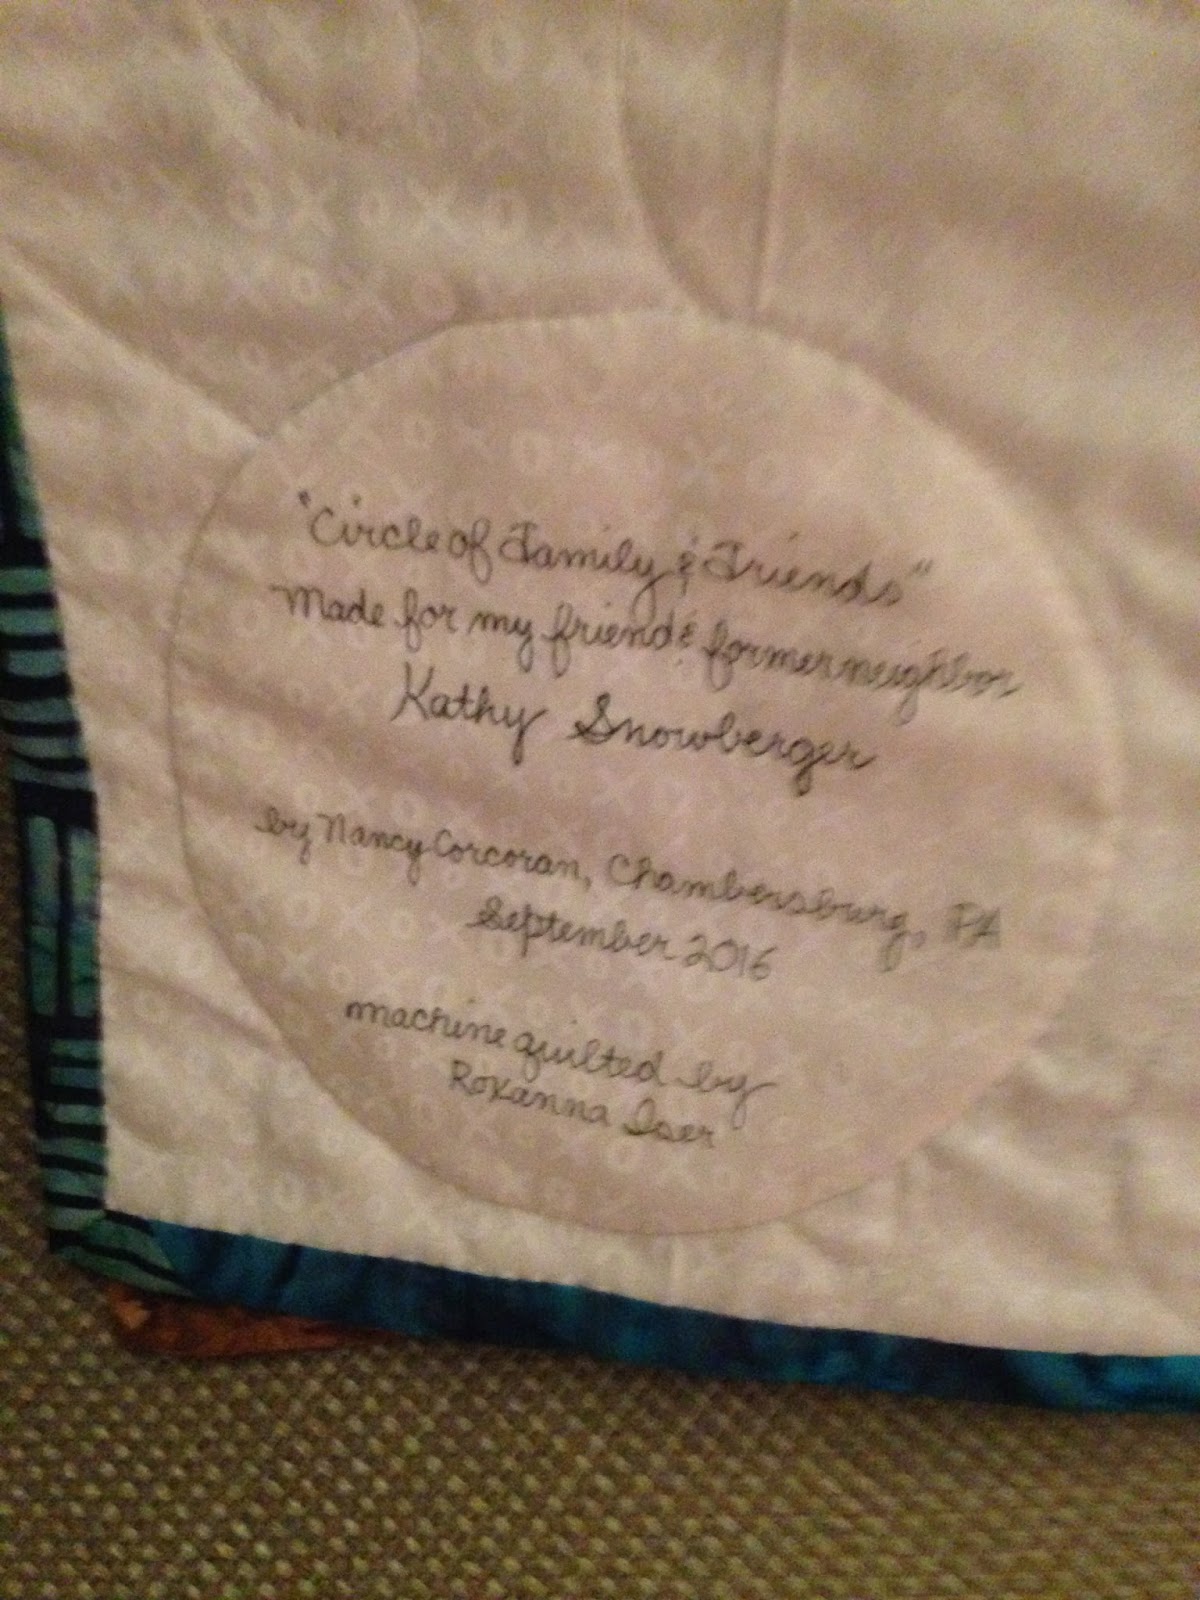 "Circle of Family & Friends"
Made for my friend & former neighbor
Kathy Snowberger
by Nancy Corcoran, Chambersburg, PA
September 2016
machine quilted by
Roxanna Iser